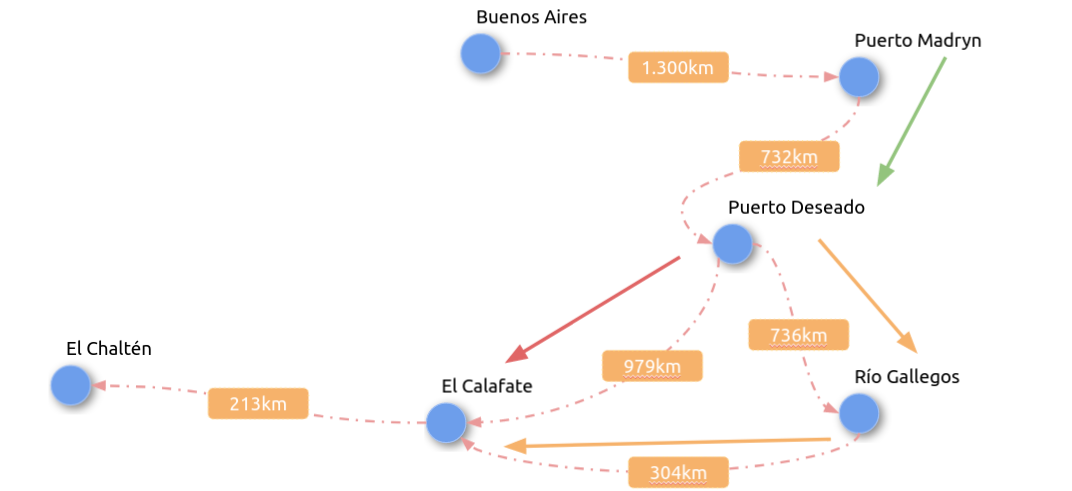 Buenos Aires
Puerto Madryn
1.300km
732km
Puerto Deseado
736km
El Chaltén
979km
Río Gallegos
El Calafate
213km
304km